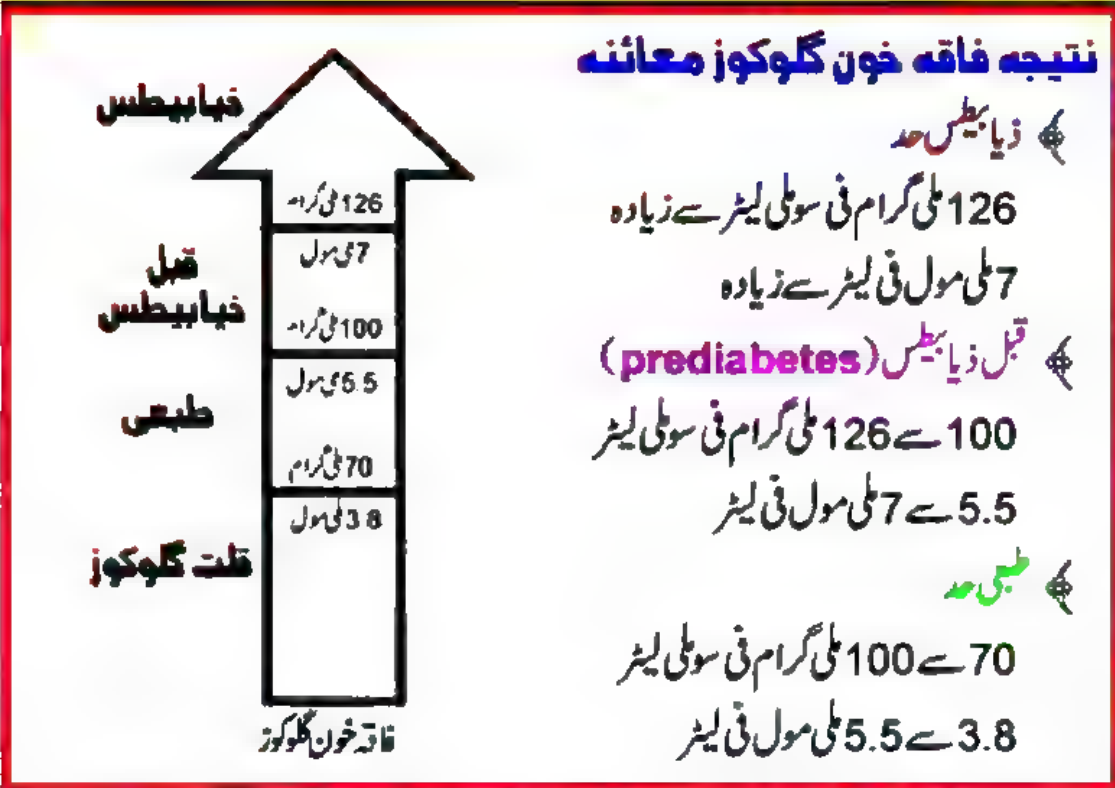 نتیجہ فاقہ خون گلوکوز معائنہ
ذیابیطس حد
126 ملی گرام فی سو ملی لیٹر سے زیادہ
7 ملی مول فی لیٹر سے زیادہ
قبل ذیابیطس (prediabetes)
100 سے 126 ملی گرام فی سو ملی لیٹر
5.5 سے 7 ملی مول فی لیٹر
طبعی حد
70 سے 100 ملی گرام فی سو ملی لیٹر
3.8 سے 5.5 ملی مول فی لیٹر
ذیابیطس
126 ملی گرام
7 ملی مول
قبل
ذیابیطس
100 ملی گرام
5.5 ملی مول
طبعی
70 ملی گرام
3.8 ملی مول
قلت گلوکوز
فاقہ خون گلوکوز